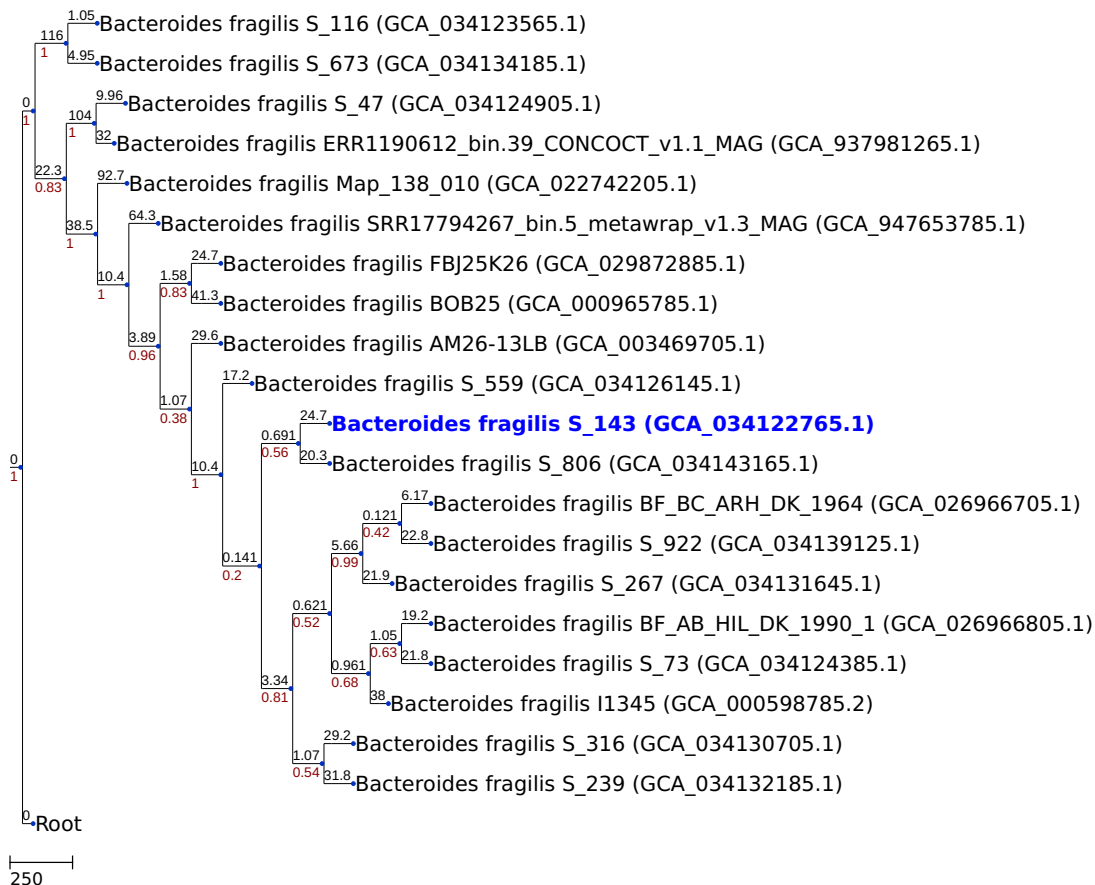 1.05
Bacteroides fragilis S_116 (GCA_034123565.1)
116
1
4.95
Bacteroides fragilis S_673 (GCA_034134185.1)
0
1
9.96
Bacteroides fragilis S_47 (GCA_034124905.1)
104
1
32
Bacteroides fragilis ERR1190612_bin.39_CONCOCT_v1.1_MAG (GCA_937981265.1)
22.3
0.83
92.7
Bacteroides fragilis Map_138_010 (GCA_022742205.1)
38.5
1
64.3
Bacteroides fragilis SRR17794267_bin.5_metawrap_v1.3_MAG (GCA_947653785.1)
10.4
1
24.7
Bacteroides fragilis FBJ25K26 (GCA_029872885.1)
1.58
0.83
41.3
Bacteroides fragilis BOB25 (GCA_000965785.1)
3.89
0.96
29.6
Bacteroides fragilis AM26-13LB (GCA_003469705.1)
1.07
0.38
17.2
Bacteroides fragilis S_559 (GCA_034126145.1)
24.7
Bacteroides fragilis S_143 (GCA_034122765.1)
0.691
0.56
20.3
Bacteroides fragilis S_806 (GCA_034143165.1)
0
1
10.4
1
6.17
Bacteroides fragilis BF_BC_ARH_DK_1964 (GCA_026966705.1)
0.121
0.42
22.8
Bacteroides fragilis S_922 (GCA_034139125.1)
5.66
0.99
21.9
Bacteroides fragilis S_267 (GCA_034131645.1)
0.141
0.2
0.621
0.52
19.2
Bacteroides fragilis BF_AB_HIL_DK_1990_1 (GCA_026966805.1)
1.05
0.63
21.8
Bacteroides fragilis S_73 (GCA_034124385.1)
0.961
0.68
38
Bacteroides fragilis I1345 (GCA_000598785.2)
3.34
0.81
29.2
Bacteroides fragilis S_316 (GCA_034130705.1)
1.07
0.54
31.8
Bacteroides fragilis S_239 (GCA_034132185.1)
0
Root
250